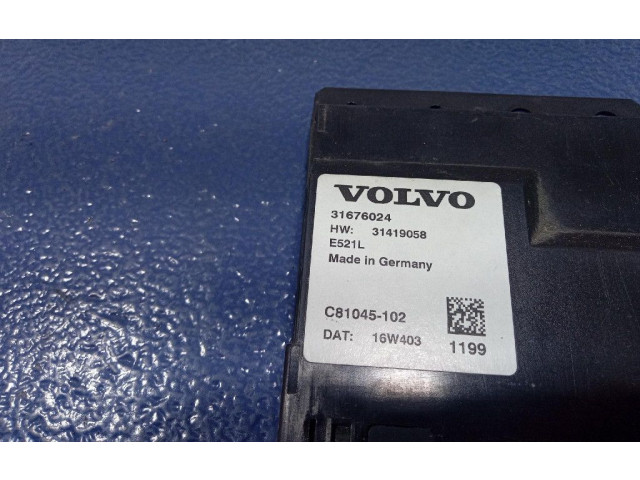 VOLVO
31676024
HW: 31419058
E521L
Made in Germany
C81045-102
DAT: 16W403
1199